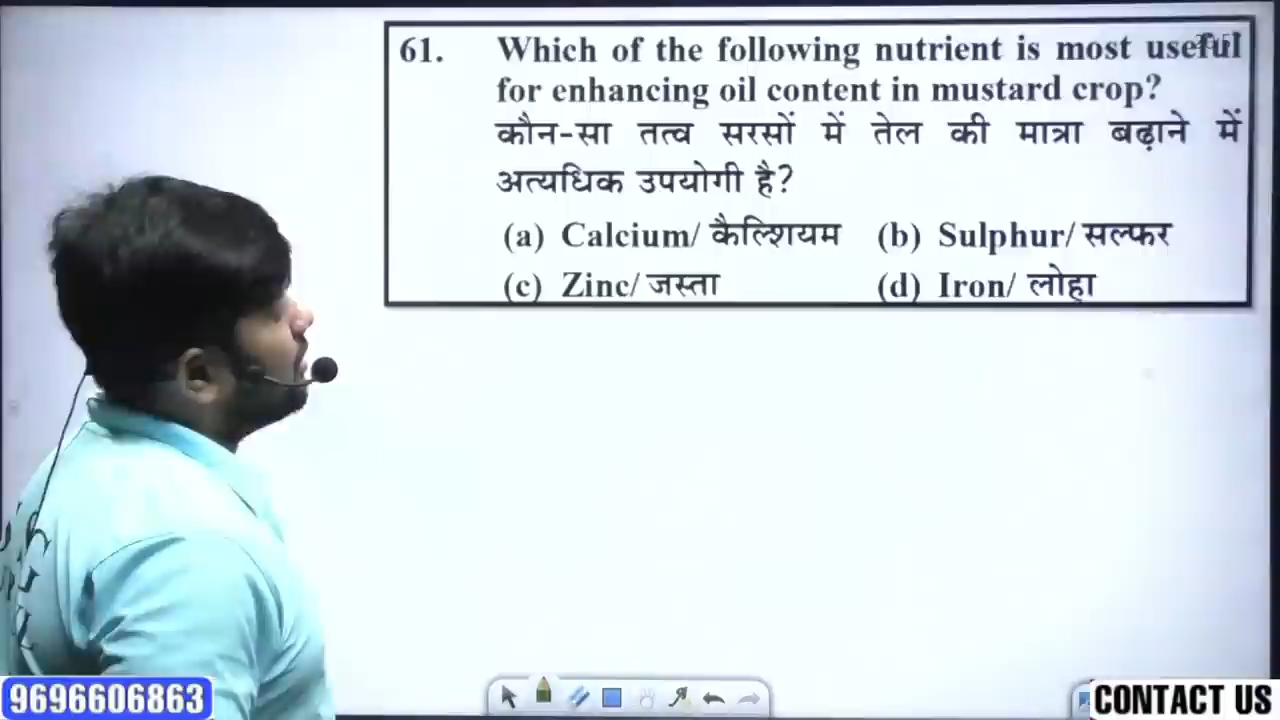 61. Which of the following nutrient is most useful
for enhancing oil content in mustard crop?
कौन-सा तत्व सरसों में तेल की मात्रा बढ़ाने में
अत्यधिक उपयोगी है?
(a) Calcium/ कैल्शियम (b) Sulphur/ सल्फर
(c) Zinc/ जस्ता (d) Iron/ लोहा
9696606863
CONTACT US